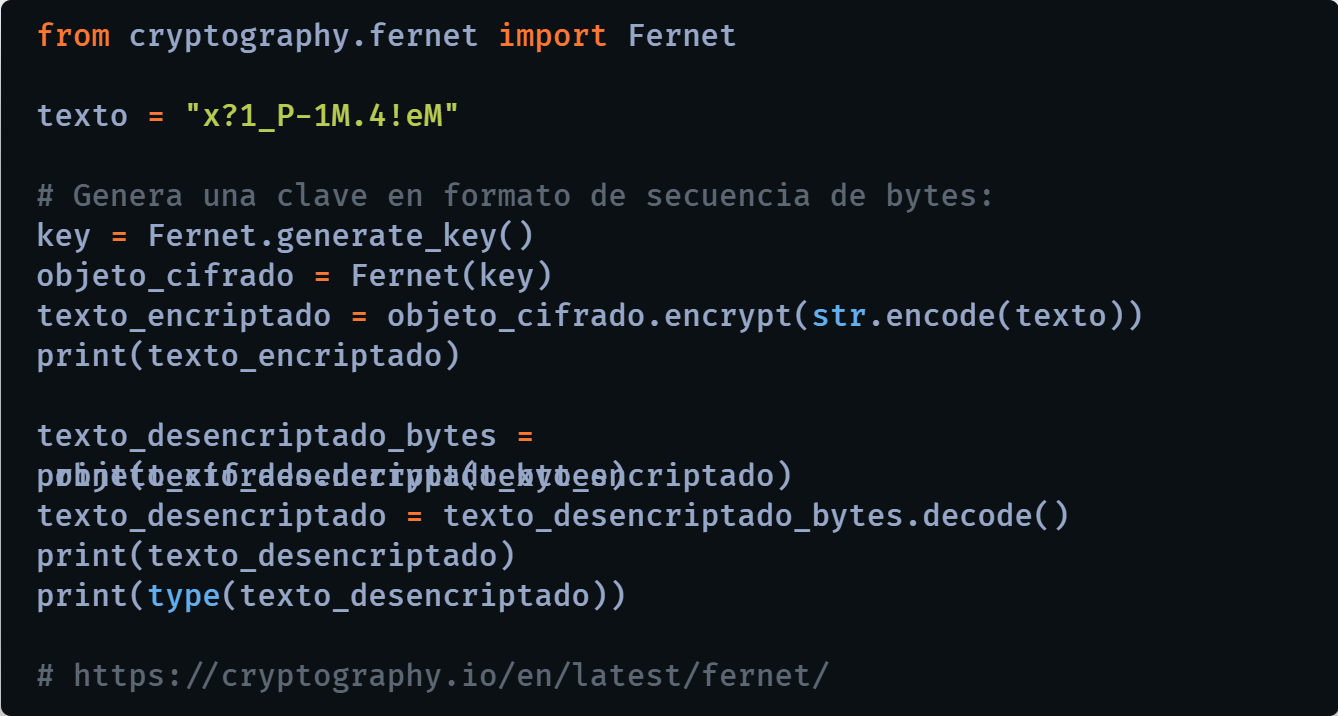 from cryptography.fernet import Fernet
texto = "x?1_P-1M.4!eM"
# Genera una clave en formato de secuencia de bytes:
key = Fernet.generate_key()
objeto_cifrado = Fernet(key)
texto_encriptado = objeto_cifrado.encrypt(str.encode(texto))
print(texto_encriptado)
texto_desencriptado_bytes =
objeto_cifrado.decrypt(texto_encriptado)
print(texto_desencriptado_bytes)
texto_desencriptado = texto_desencriptado_bytes.decode()
print(texto_desencriptado)
print(type(texto_desencriptado))
# https://cryptography.io/en/latest/fernet/